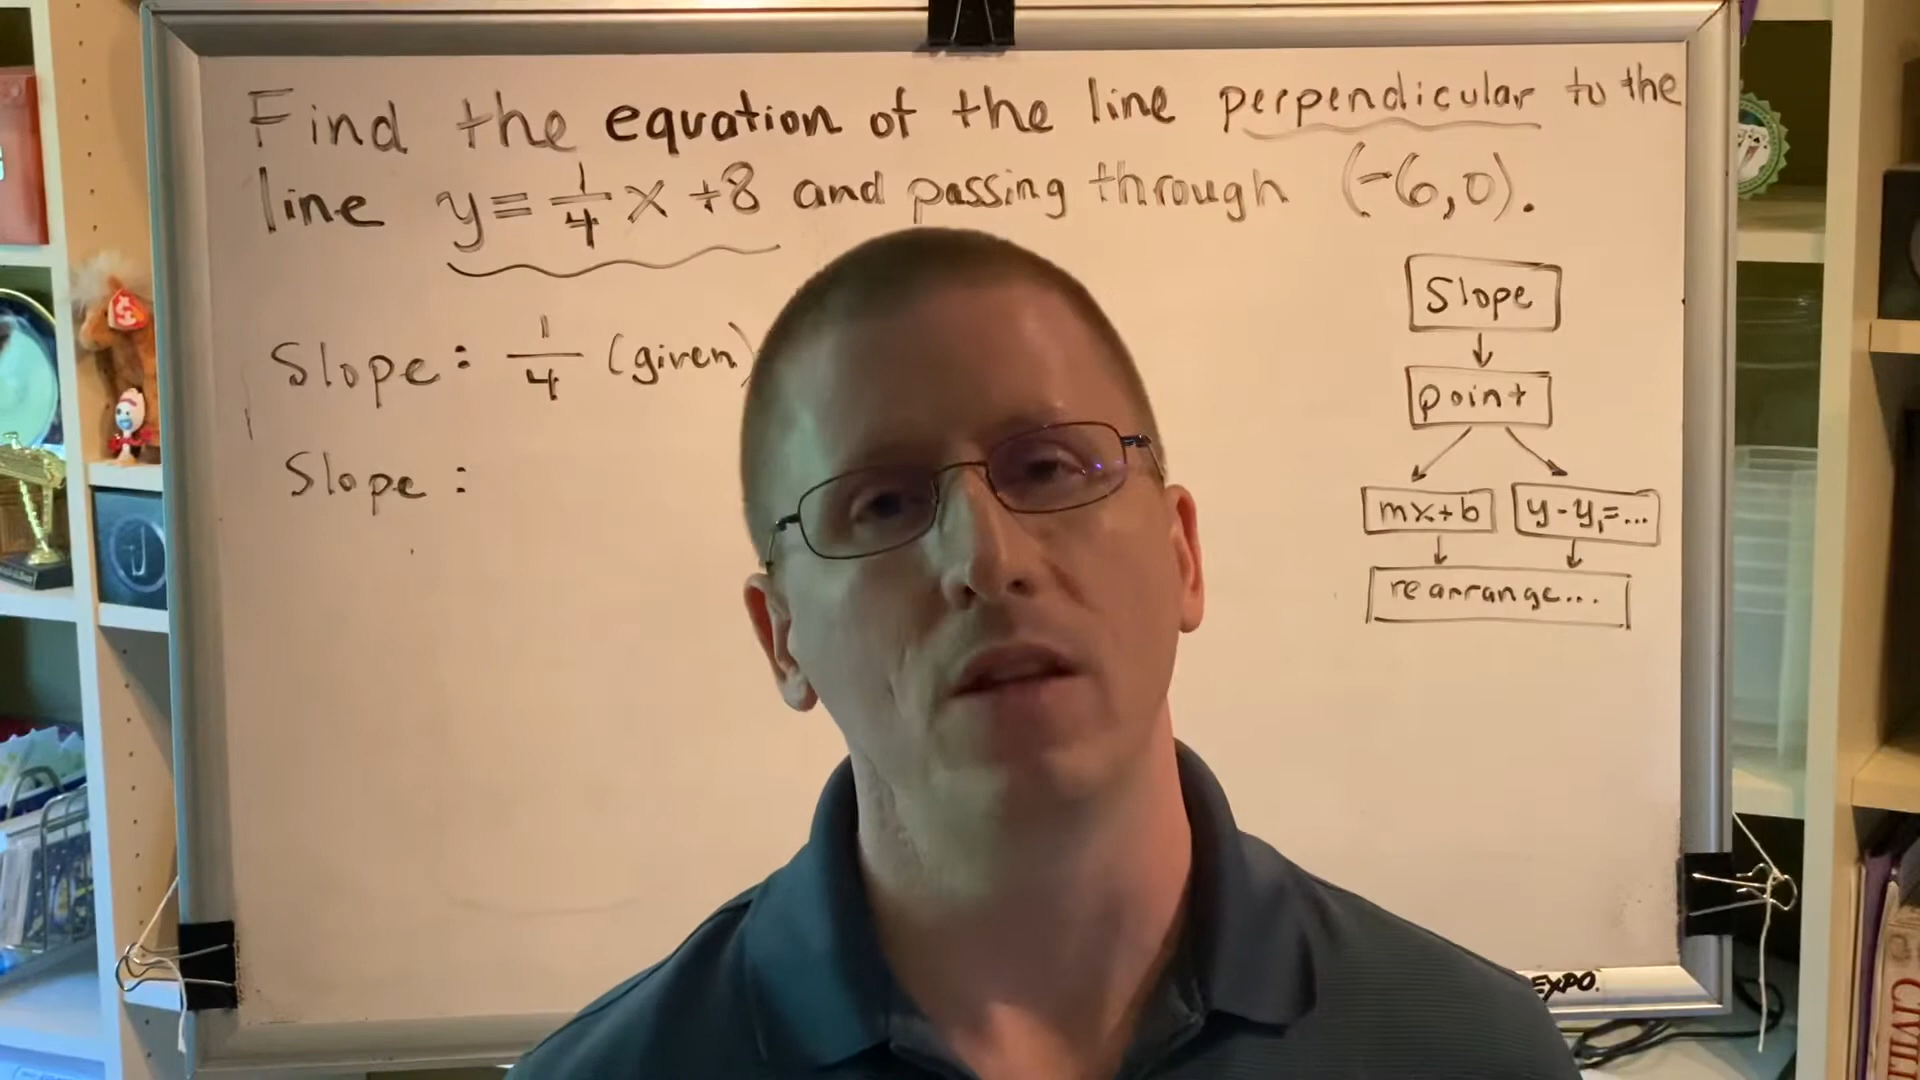 Find the equation of the line perpendicular to the
line y = 1/4 x + 8 and passing through (-6,0).
Slope: 1/4 (given)
Slope:
Slope
point
mx+b
y-y₁=...
rearrange...
EXPO.
CIVIL